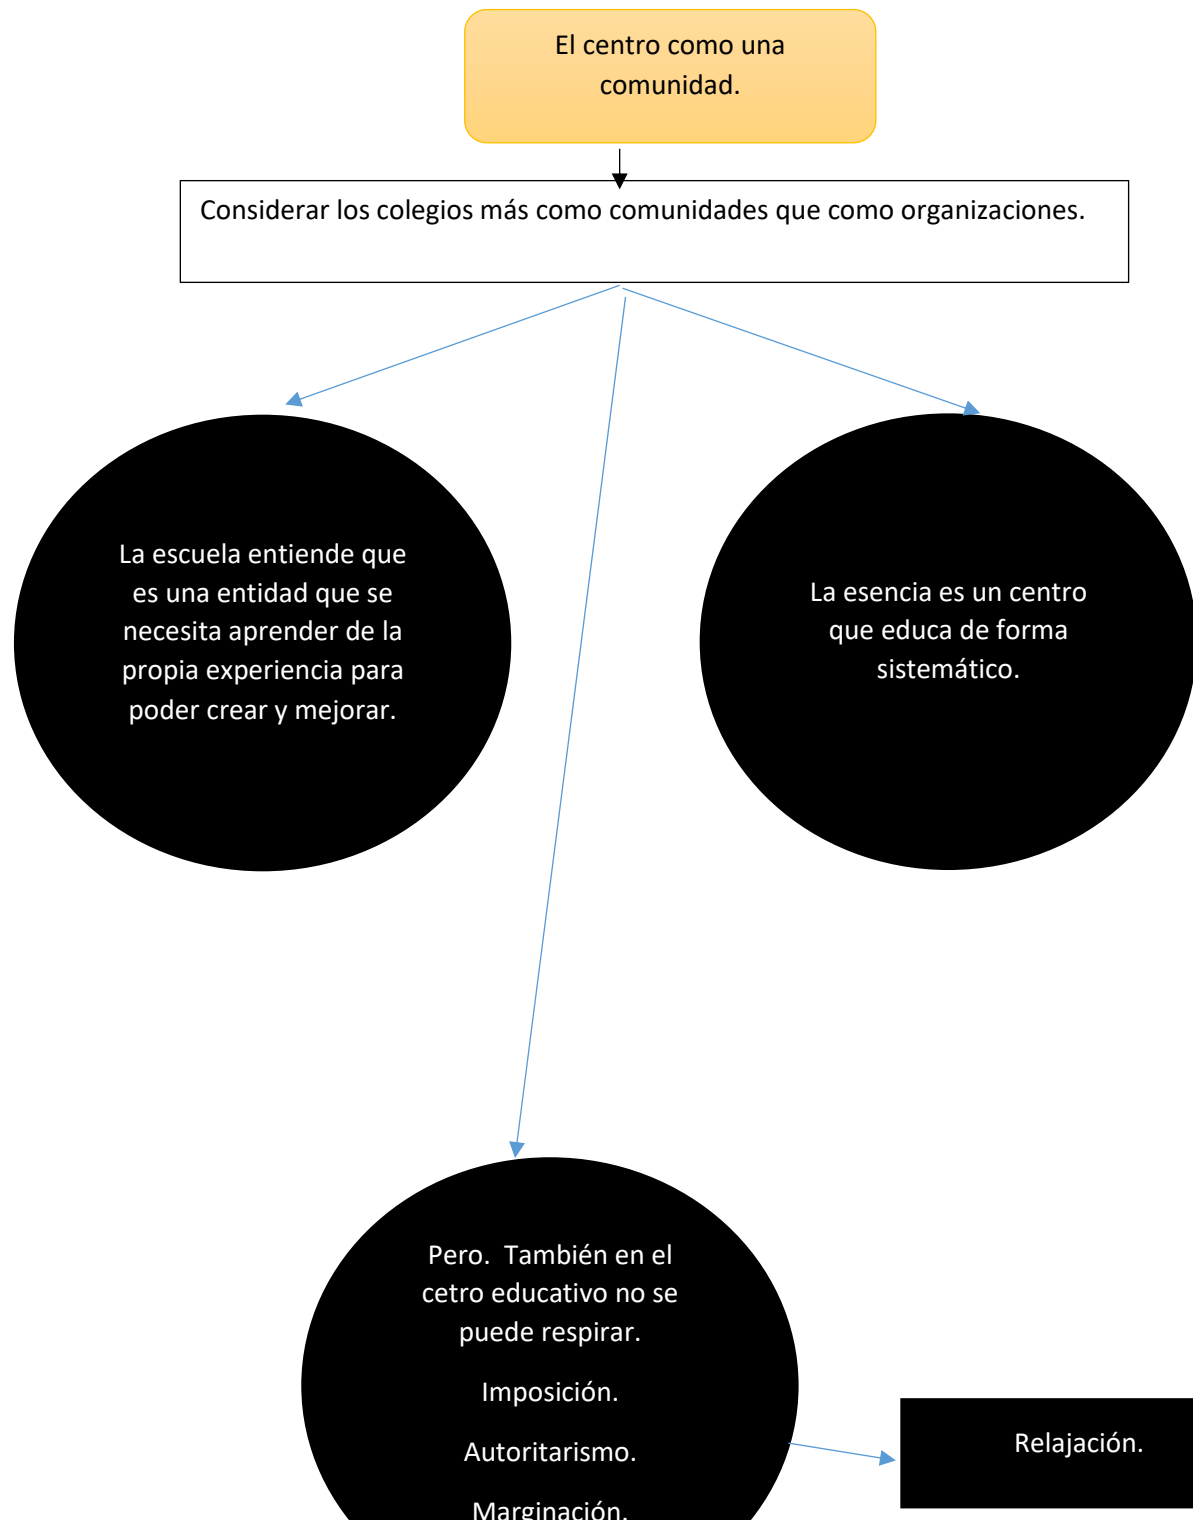 El centro como una
comunidad.
Considerar los colegios más como comunidades que como organizaciones.
La escuela entiende que
es una entidad que se
necesita aprender de la
propia experiencia para
poder crear y mejorar.
La esencia es un centro
que educa de forma
sistemático.
Pero.  También en el
cetro educativo no se
puede respirar.
Imposición.
Autoritarismo.
Marginación.
Relajación.